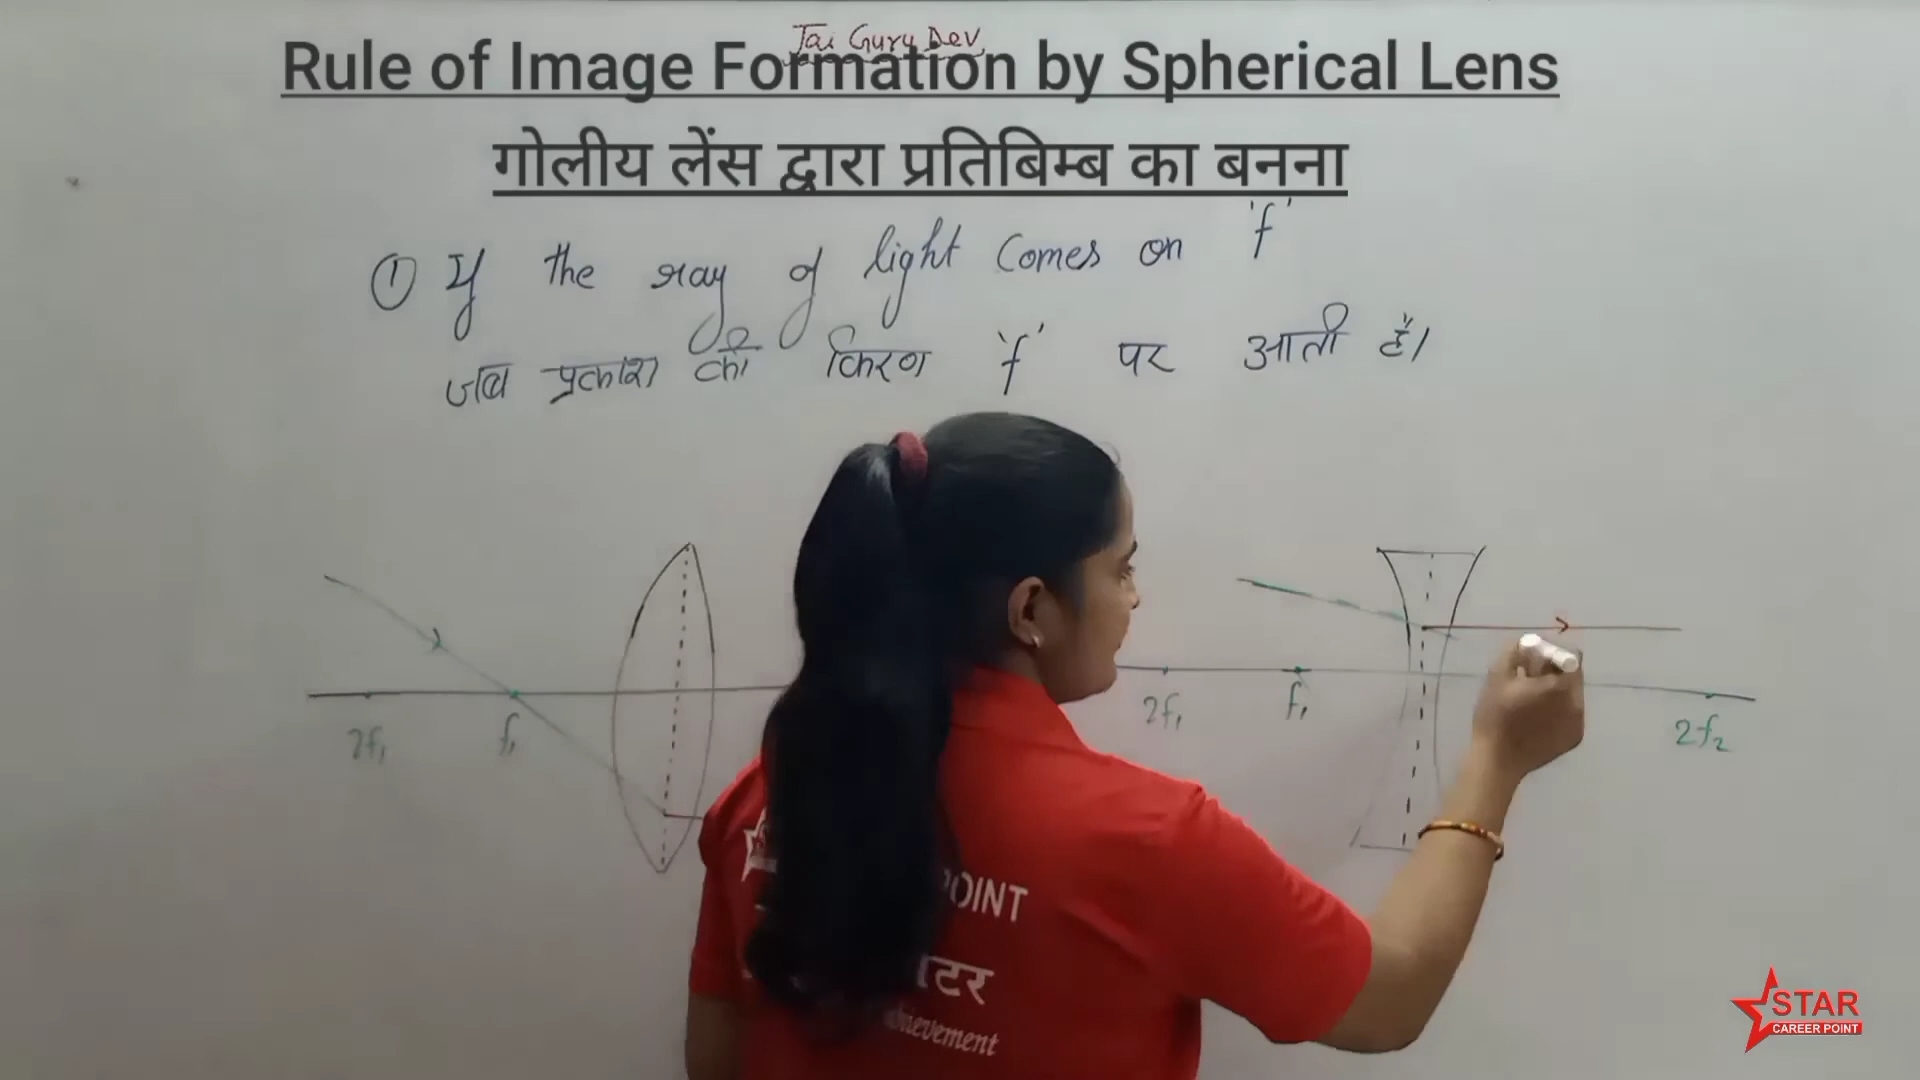 Jai Guru Dev
Rule of Image Formation by Spherical Lens
गोलीय लेंस द्वारा प्रतिबिम्ब का बनना
① If the ray of light Comes on 'f'
जब प्रकाश की किरण 'f' पर आती है।
2f₁ f₁ 2f₁ f₁ 2f₂
POINT
टर
STAR
CAREER POINT